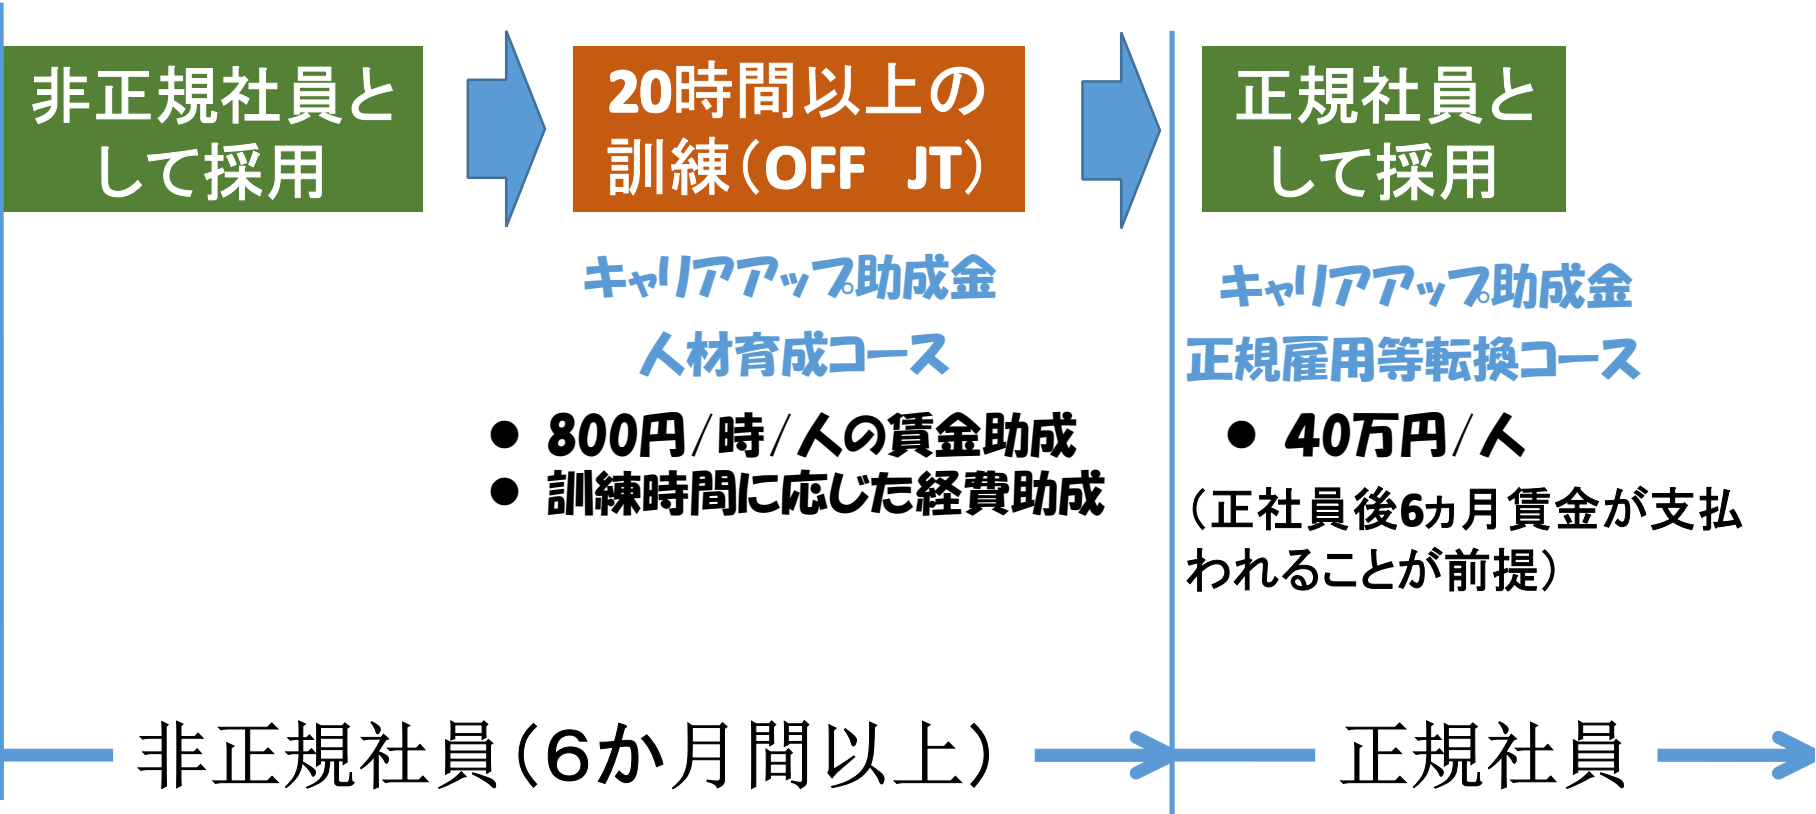 非正規社員と
して採用
20時間以上の
訓練（OFF　JT）
正規社員と
して採用
キャリアアップ助成金
人材育成コース
● 800円/時/人の賃金助成
● 訓練時間に応じた経費助成
キャリアアップ助成金
正規雇用等転換コース
● 40万円/人
（正社員後6ヵ月賃金が支払
われることが前提）
非正規社員（６か月間以上）
正規社員